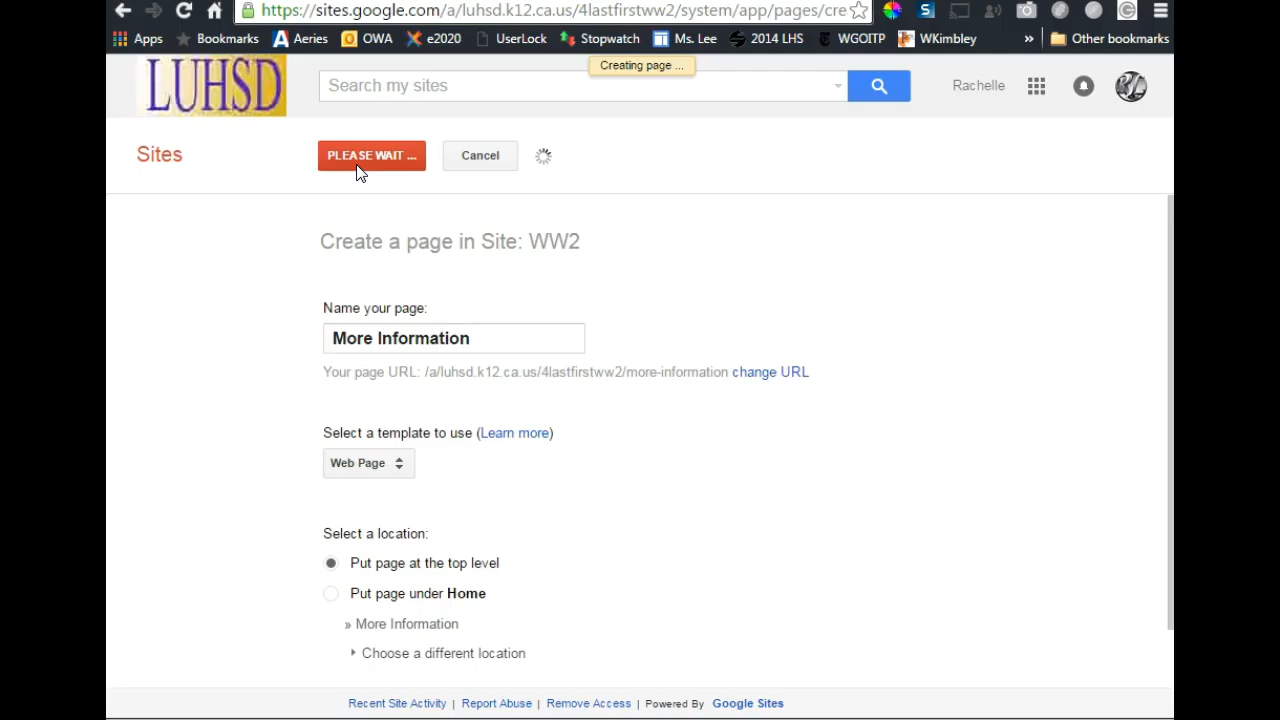 https://sites.google.com/a/luhsd.k12.ca.us/4lastfirstww2/system/app/pages/cre
Apps Bookmarks Aeries OWA e2020 UserLock Stopwatch Ms. Lee 2014 LHS WGOITP WKimbley » Other bookmarks
Creating page ...
LUHSD Search my sites Rachelle
Sites PLEASE WAIT ... Cancel
Create a page in Site: WW2
Name your page:
More Information
Your page URL: /a/luhsd.k12.ca.us/4lastfirstww2/more-information change URL
Select a template to use (Learn more)
Web Page
Select a location:
Put page at the top level
Put page under Home
» More Information
Choose a different location
Recent Site Activity | Report Abuse | Remove Access | Powered By Google Sites